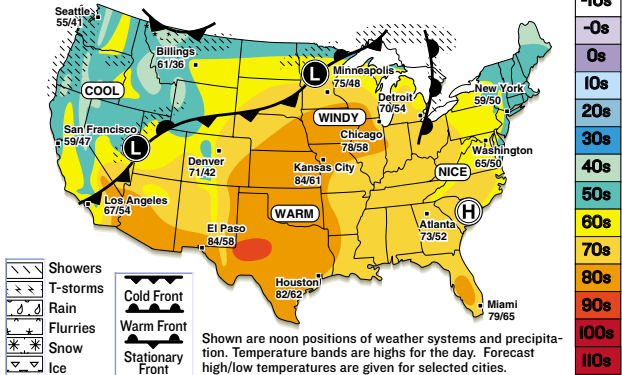 Seattle
55/41
Billings
61/36
COOL
L
Minneapolis
75/48
WINDY
Detroit
70/54
New York
59/50
San Francisco
59/47
L
Chicago
78/58
Washington
65/50
Denver
71/42
Kansas City
84/61
NICE
Los Angeles
67/54
WARM
H
Atlanta
73/52
El Paso
84/58
Houston
82/62
Miami
79/65
Showers
T-storms
Rain
Flurries
Snow
Ice
Cold Front
Warm Front
Stationary
Front
Shown are noon positions of weather systems and precipita-
tion. Temperature bands are highs for the day. Forecast
high/low temperatures are given for selected cities.
-10s
-0s
0s
10s
20s
30s
40s
50s
60s
70s
80s
90s
100s
110s